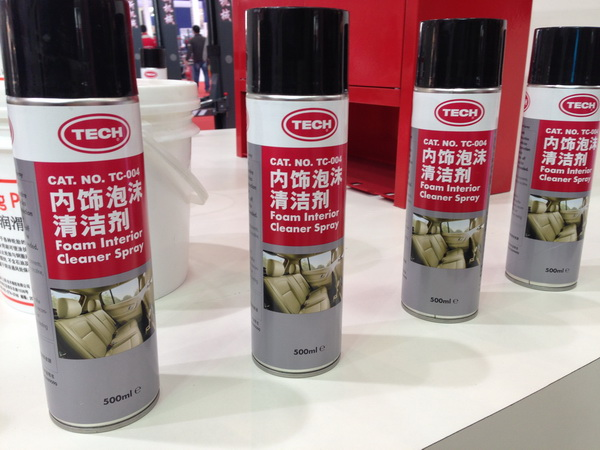 TECH
CAT. NO. TC-004
内饰泡沫
清洁剂
Foam Interior
Cleaner Spray
500ml ℮
TECH
CAT. NO. TC-004
内饰泡沫
清洁剂
Foam Interior
Cleaner Spray
500ml ℮
TECH
CAT. NO. TC-004
内饰泡沫
清洁剂
Foam Interior
Cleaner Spray
500ml ℮
TECH
CAT. NO. TC-004
内饰泡沫
清洁剂
Foam Interior
Cleaner Spray
500ml ℮
润滑